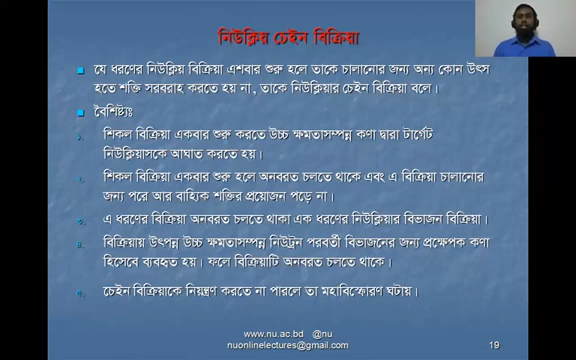 নিউক্লিয় চেইন বিক্রিয়া
যে ধরণের নিউক্লিয় বিক্রিয়া এশবার শুরু হলে তাকে চালানোর জন্য অন্য কোন উৎস
হতে শক্তি সরবরাহ করতে হয় না, তাকে নিউক্লিয়ার চেইন বিক্রিয়া বলে।
বৈশিষ্ট্যঃ
শিকল বিক্রিয়া একবার শুরু করতে উচ্চ ক্ষমতাসম্পন্ন কণা দ্বারা টার্গেট
নিউক্লিয়াসকে আঘাত করতে হয়।
শিকল বিক্রিয়া একবার শুরু হলে অনবরত চলতে থাকে এবং এ বিক্রিয়া চালানোর
জন্য পরে আর বাহ্যিক শক্তির প্রয়োজন পড়ে না।
এ ধরণের বিক্রিয়া অনবরত চলতে থাকা এক ধরণের নিউক্লিয়ার বিভাজন বিক্রিয়া।
বিক্রিয়ায় উৎপন্ন উচ্চ ক্ষমতাসম্পন্ন নিউট্রন পরবর্তী বিভাজনের জন্য প্রক্ষেপক কণা
হিসেবে ব্যবহৃত হয়। ফলে বিক্রিয়াটি অনবরত চলতে থাকে।
চেইন বিক্রিয়াকে নিয়ন্ত্রণ করতে না পারলে তা মহাবিস্ফোরণ ঘটায়।
www.nu.ac.bd @nu
nuonlinelectures@gmail.com
19